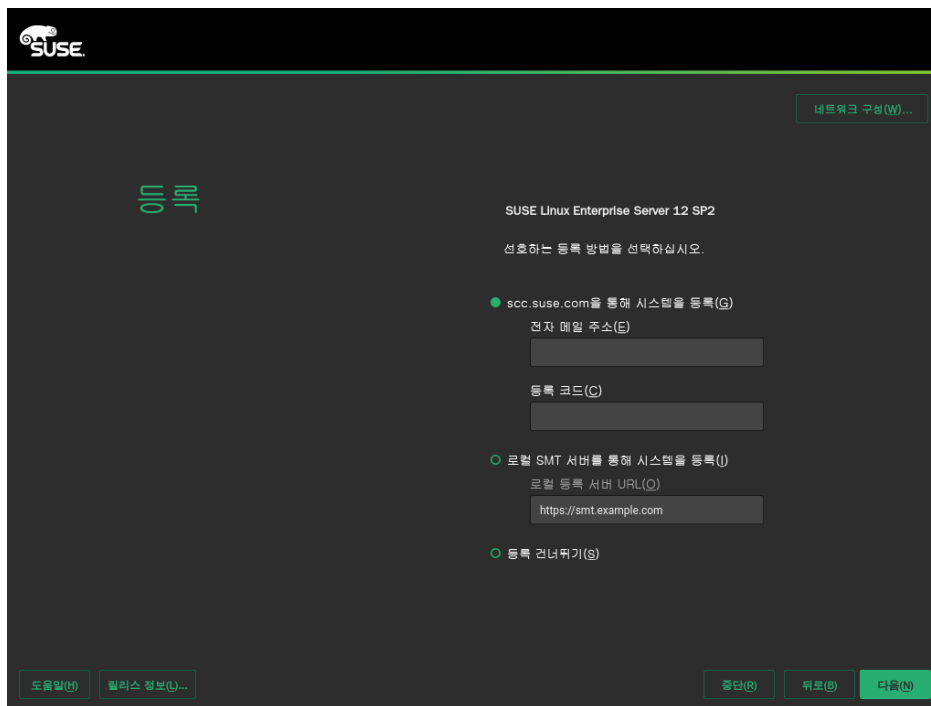 SUSE.
네트워크 구성(W)...
등록
SUSE Linux Enterprise Server 12 SP2
선호하는 등록 방법을 선택하십시오.
scc.suse.com을 통해 시스템을 등록(G)
전자 메일 주소(E)
등록 코드(C)
로컬 SMT 서버를 통해 시스템을 등록(I)
로컬 등록 서버 URL(O)
https://smt.example.com
등록 건너뛰기(S)
도움말(H) 릴리스 정보(L)... 중단(R) 뒤로(B) 다음(N)